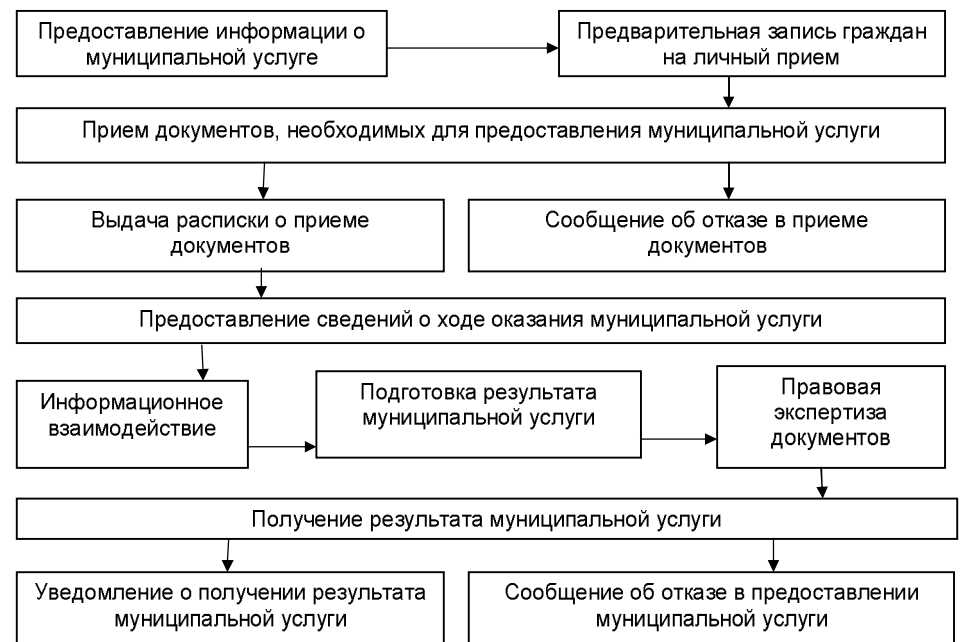 Предоставление информации о
муниципальной услуге
Предварительная запись граждан
на личный прием
Прием документов, необходимых для предоставления муниципальной услуги
Выдача расписки о приеме
документов
Сообщение об отказе в приеме
документов
Предоставление сведений о ходе оказания муниципальной услуги
Информационное
взаимодействие
Подготовка результата
муниципальной услуги
Правовая
экспертиза
документов
Получение результата муниципальной услуги
Уведомление о получении результата
муниципальной услуги
Сообщение об отказе в предоставлении
муниципальной услуги